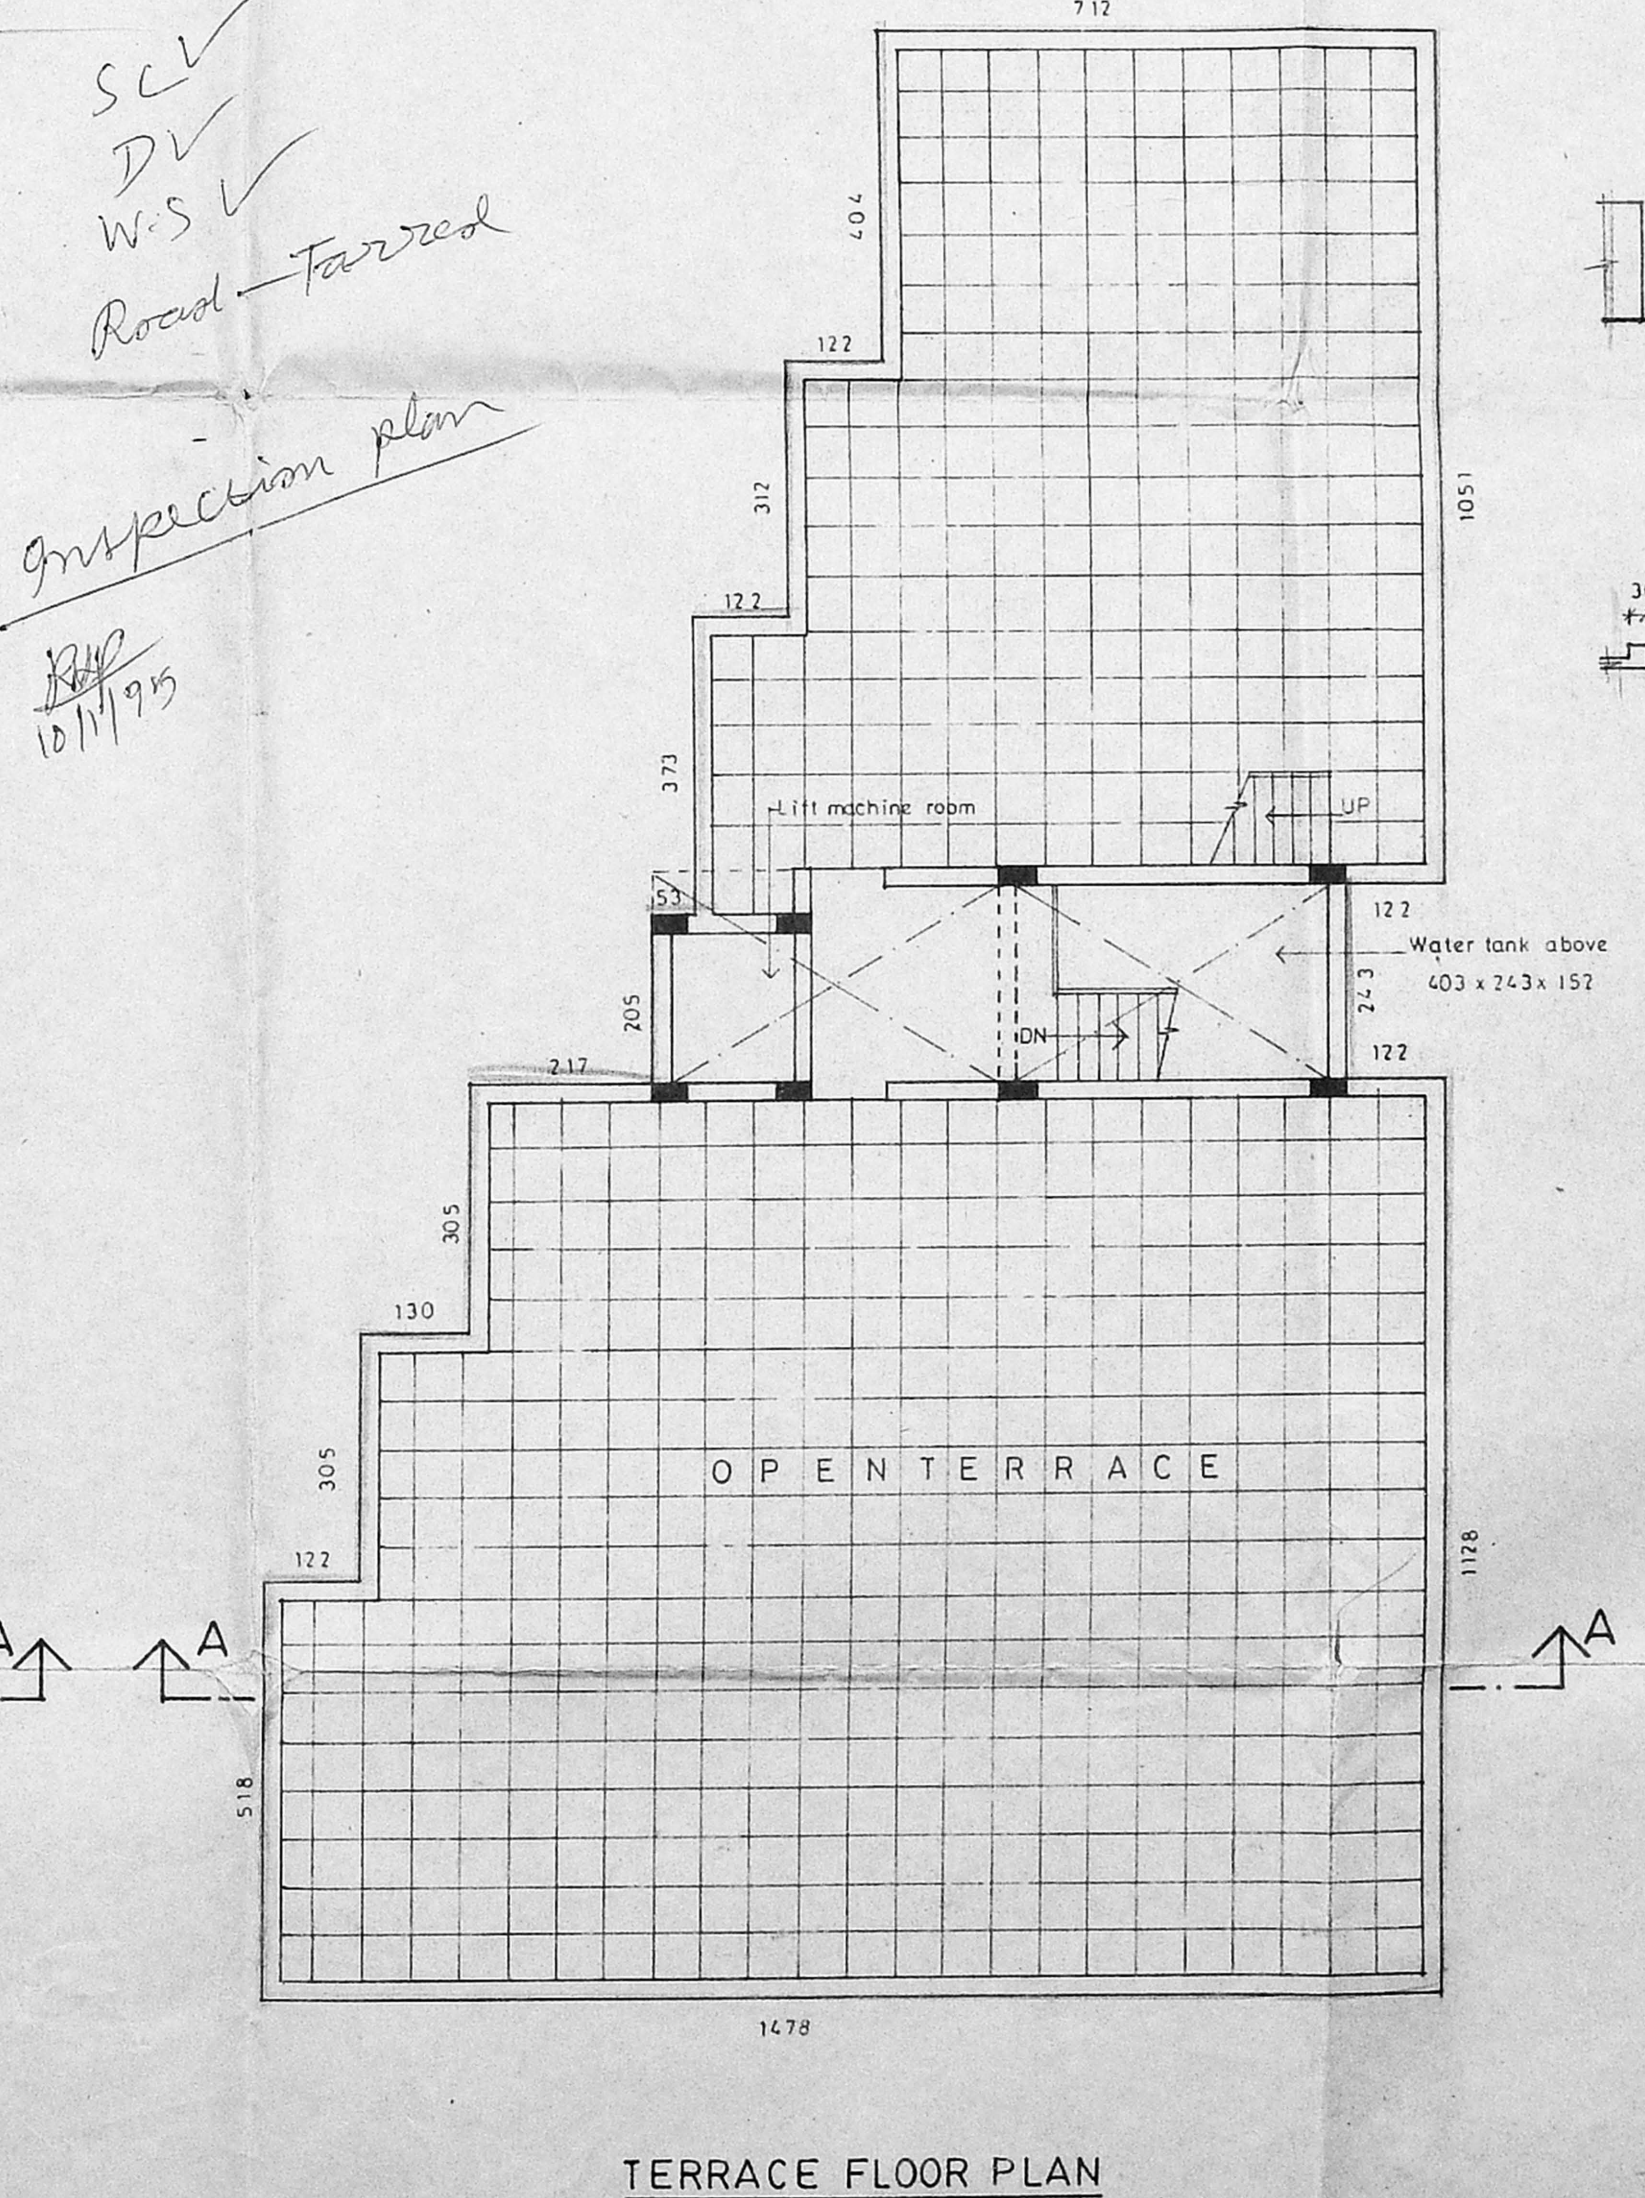 712
SC ✓
D ✓
W.S ✓
Road - Tarred
404
122
Inspection plan
312
1051
122
10/1/95
373
Lift machine room
UP
53
122
Water tank above
403 x 243 x 152
205
243
DN
122
217
305
130
OPEN TERRACE
305
1128
122
A
A
A
518
1478
TERRACE FLOOR PLAN